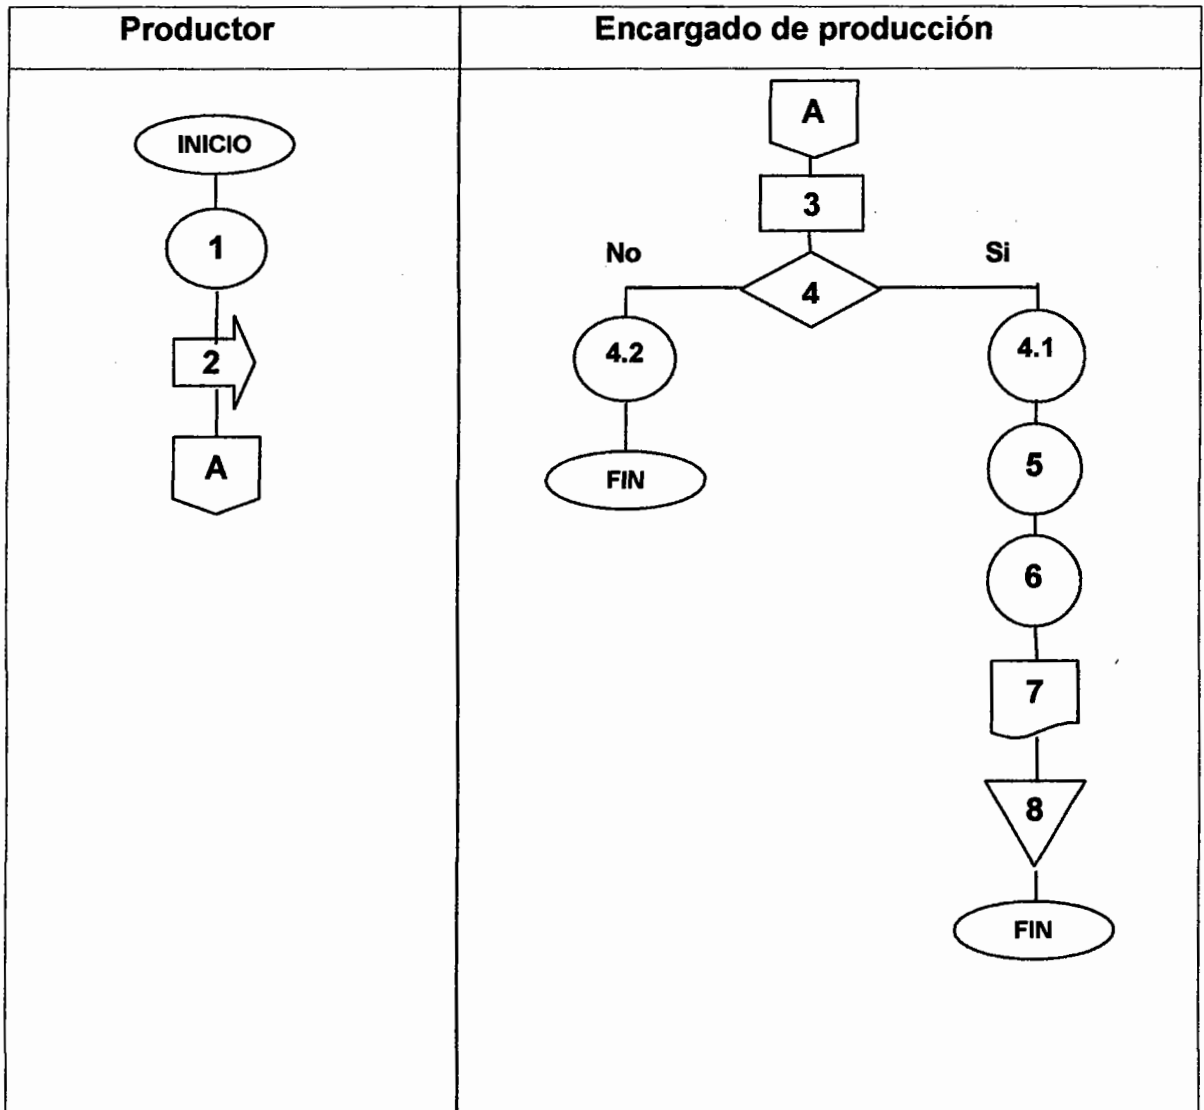 Productor
Encargado de producción
INICIO
1
2
A
A
3
No
Si
4
4.2
4.1
FIN
5
6
7
8
FIN